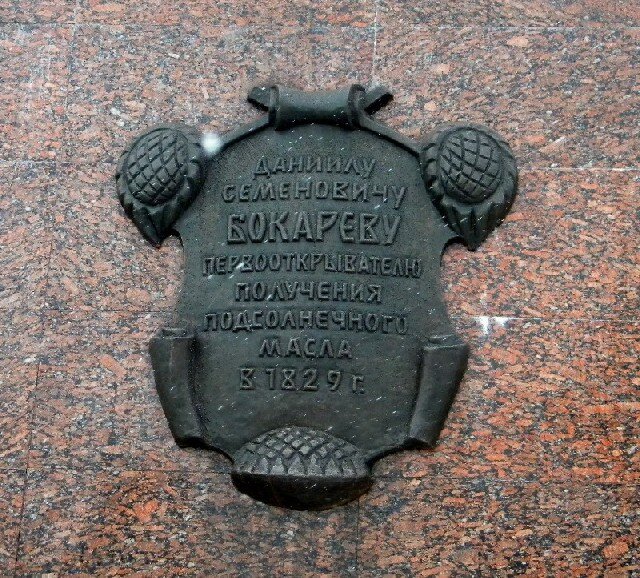 ДАНИИЛУ
СЕМЕНОВИЧУ
БОКАРЕВУ
ПЕРВООТКРЫВАТЕЛЮ
ПОЛУЧЕНИЯ
ПОДСОЛНЕЧНОГО
МАСЛА
В 1829 Г.